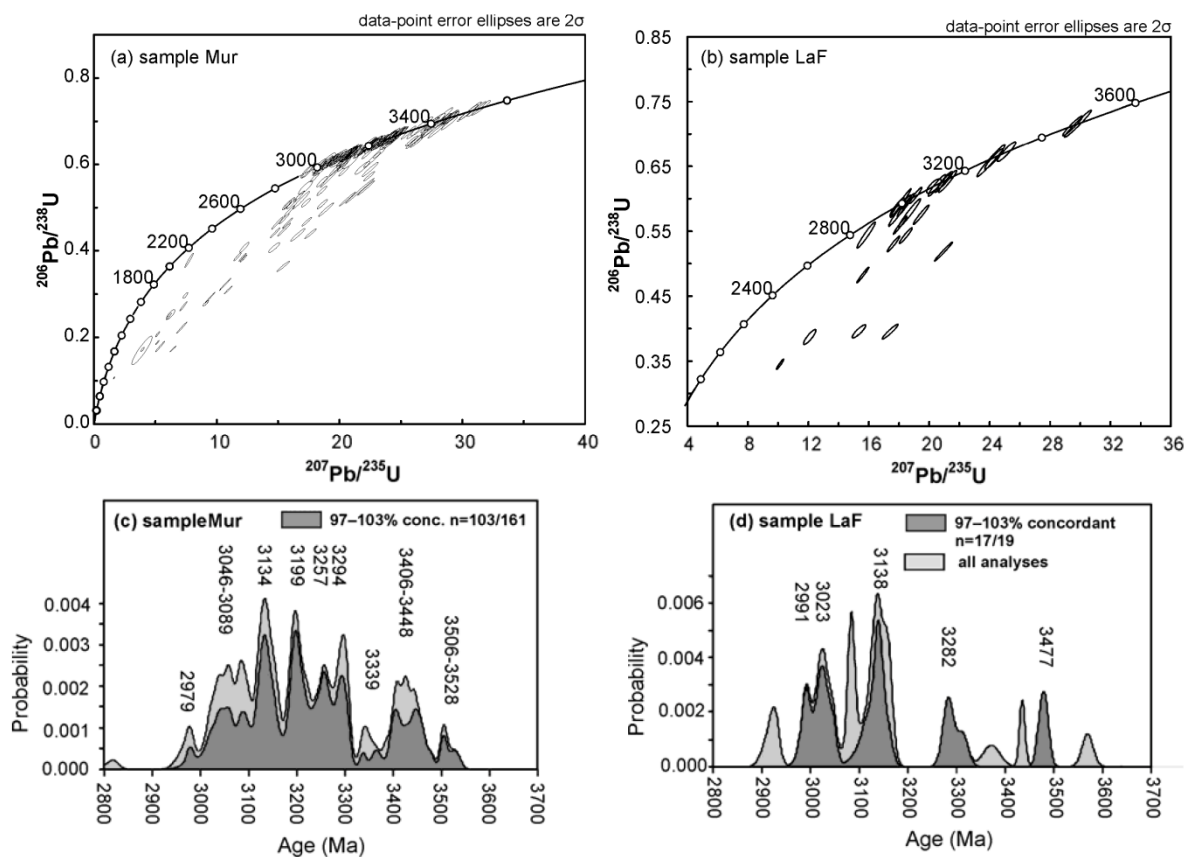 data-point error ellipses are 2σ
(a) sample Mur
0.8
0.6
0.4
0.2
0.0
1800
2200
2600
3000
3400
0 10 20 30 40
²⁰⁶Pb/²³⁸U
²⁰⁷Pb/²³⁵U
data-point error ellipses are 2σ
(b) sample LaF
0.85
0.75
0.65
0.55
0.45
0.35
0.25
2400
2800
3200
3600
4 8 12 16 20 24 28 32 36
²⁰⁶Pb/²³⁸U
²⁰⁷Pb/²³⁵U
(c) sampleMur
97–103% conc. n=103/161
2979
3046-3089
3134
3199
3257
3294
3339
3406-3448
3506-3528
0.004
0.003
0.002
0.001
0.000
Probability
2800 2900 3000 3100 3200 3300 3400 3500 3600 3700
Age (Ma)
(d) sample LaF
97–103% concordant
n=17/19
all analyses
2991
3023
3138
3282
3477
0.006
0.004
0.002
0.000
Probability
2800 2900 3000 3100 3200 3300 3400 3500 3600 3700
Age (Ma)